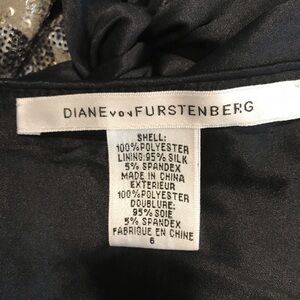 DIANE VON FURSTENBERG
SHELL:
100%POLYESTER
LINING:95% SILK
5% SPANDEX
MADE IN CHINA
EXTERIEUR
100%POLYESTER
DOUBLURE:
95% SOIE
5% SPANDEX
FABRIQUE EN CHINE
6